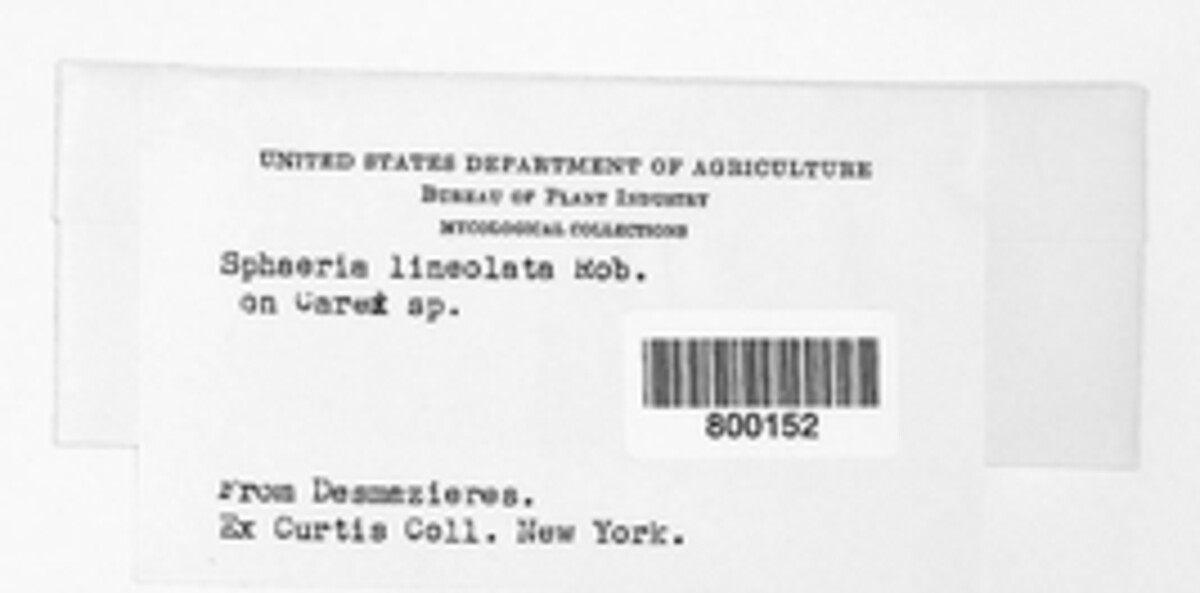 UNITED STATES DEPARTMENT OF AGRICULTURE
BUREAU OF PLANT INDUSTRY
MYCOLOGICAL COLLECTIONS
Sphaeria lineolata Rob.
on Carex sp.
800152
From Desmazieres.
Ex Curtis Coll. New York.